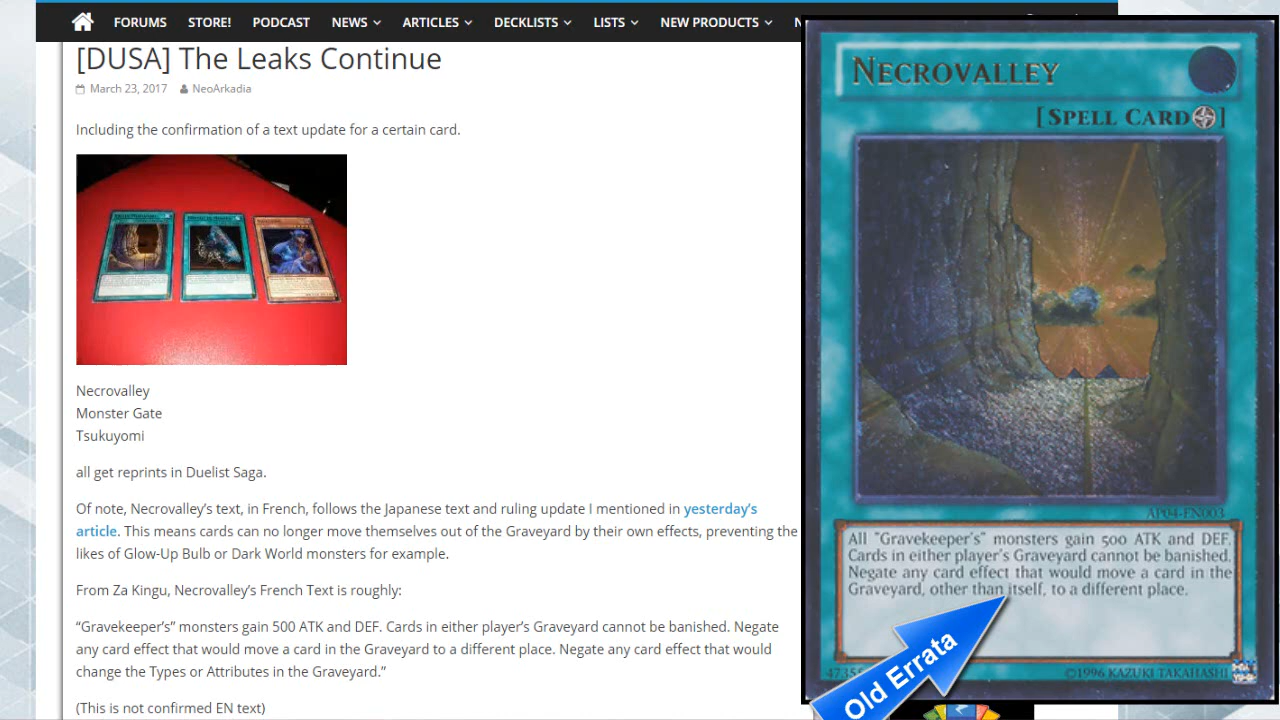 FORUMS STORE! PODCAST NEWS ARTICLES DECKLISTS LISTS NEW PRODUCTS
[DUSA] The Leaks Continue
March 23, 2017 NeoArkadia
Including the confirmation of a text update for a certain card.
Necrovalley
Monster Gate
Tsukuyomi
all get reprints in Duelist Saga.
Of note, Necrovalley’s text, in French, follows the Japanese text and ruling update I mentioned in yesterday’s
article. This means cards can no longer move themselves out of the Graveyard by their own effects, preventing the
likes of Glow-Up Bulb or Dark World monsters for example.
From Za Kingu, Necrovalley’s French Text is roughly:
“Gravekeeper’s” monsters gain 500 ATK and DEF. Cards in either player’s Graveyard cannot be banished. Negate
any card effect that would move a card in the Graveyard to a different place. Negate any card effect that would
change the Types or Attributes in the Graveyard.”
(This is not confirmed EN text)
NECROVALLEY
[SPELL CARD]
AP04-EN003
All "Gravekeeper's" monsters gain 500 ATK and DEF.
Cards in either player's Graveyard cannot be banished.
Negate any card effect that would move a card in the
Graveyard, other than itself, to a different place.
©1996 KAZUKI TAKAHASHI
Old Errata